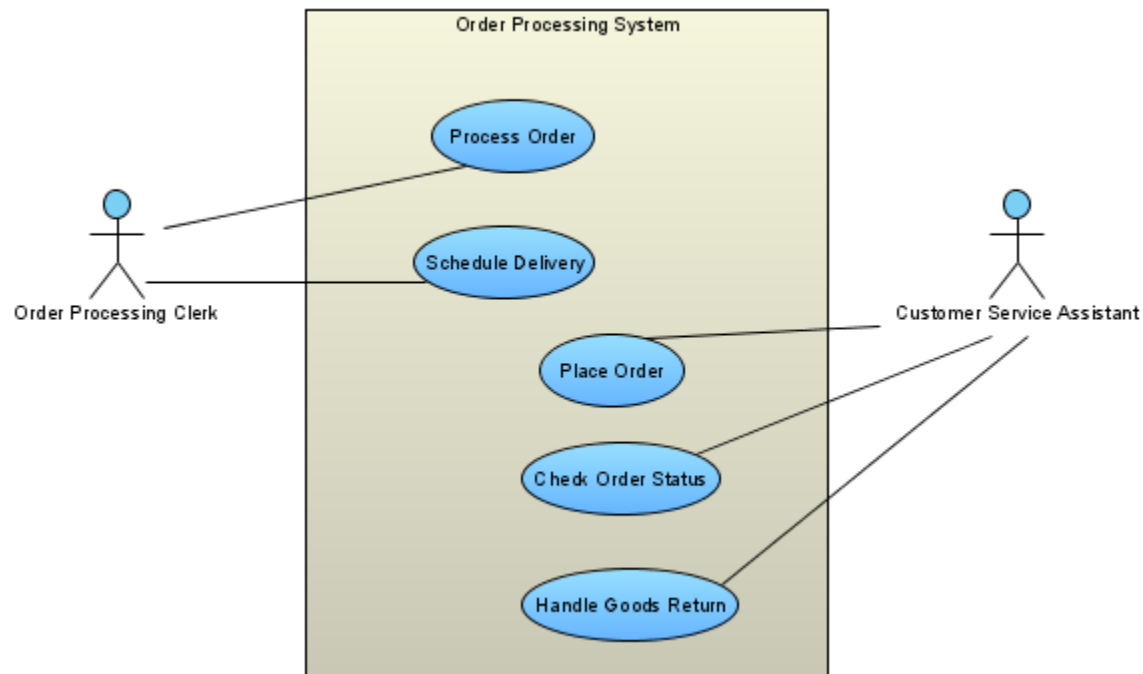 Order Processing System
Process Order
Schedule Delivery
Order Processing Clerk
Customer Service Assistant
Place Order
Check Order Status
Handle Goods Return